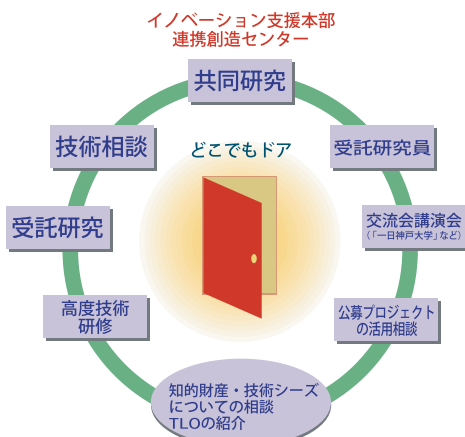 イノベーション支援本部
連携創造センター
共同研究
技術相談
どこでもドア
受託研究員
受託研究
交流会講演会
（「一日神戸大学」など）
高度技術
研修
公募プロジェクト
の活用相談
知的財産・技術シーズ
についての相談
TLOの紹介